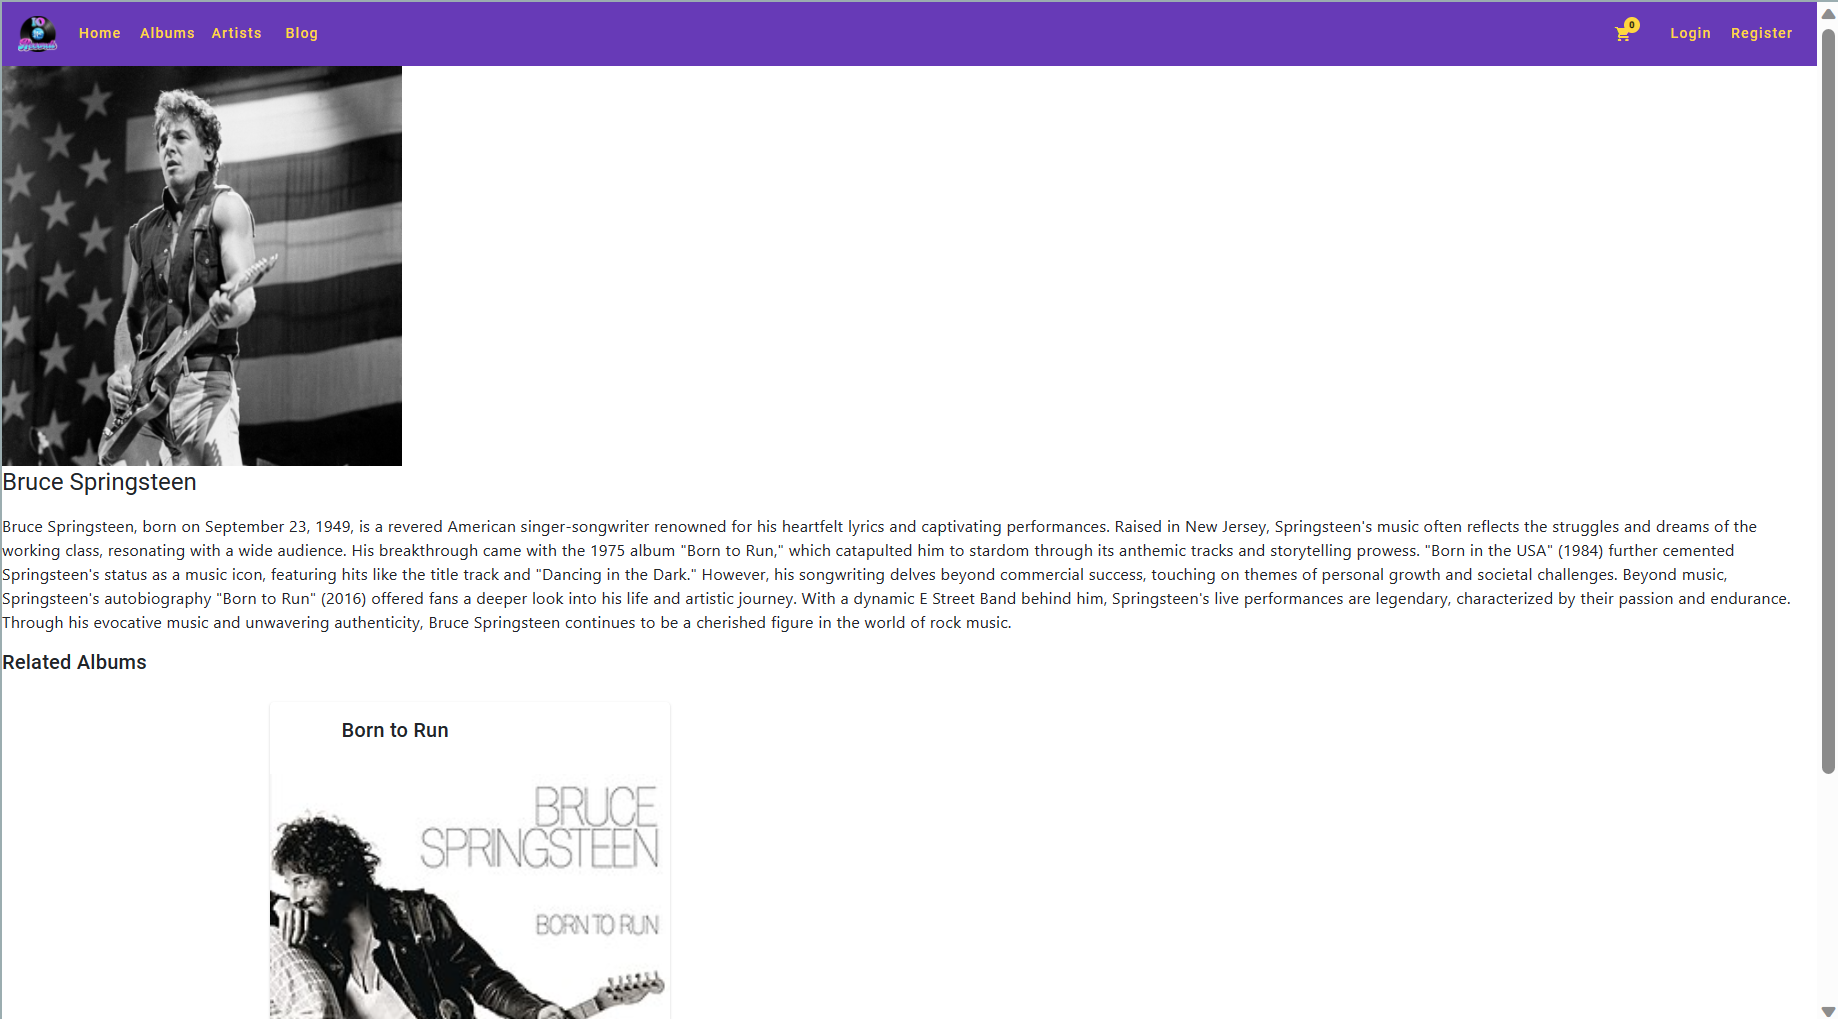 Home Albums Artists Blog 0 Login Register
Bruce Springsteen
Bruce Springsteen, born on September 23, 1949, is a revered American singer-songwriter renowned for his heartfelt lyrics and captivating performances. Raised in New Jersey, Springsteen's music often reflects the struggles and dreams of the
working class, resonating with a wide audience. His breakthrough came with the 1975 album "Born to Run," which catapulted him to stardom through its anthemic tracks and storytelling prowess. "Born in the USA" (1984) further cemented
Springsteen's status as a music icon, featuring hits like the title track and "Dancing in the Dark." However, his songwriting delves beyond commercial success, touching on themes of personal growth and societal challenges. Beyond music,
Springsteen's autobiography "Born to Run" (2016) offered fans a deeper look into his life and artistic journey. With a dynamic E Street Band behind him, Springsteen's live performances are legendary, characterized by their passion and endurance.
Through his evocative music and unwavering authenticity, Bruce Springsteen continues to be a cherished figure in the world of rock music.
Related Albums
Born to Run
BRUCE
SPRINGSTEEN
BORN TO RUN